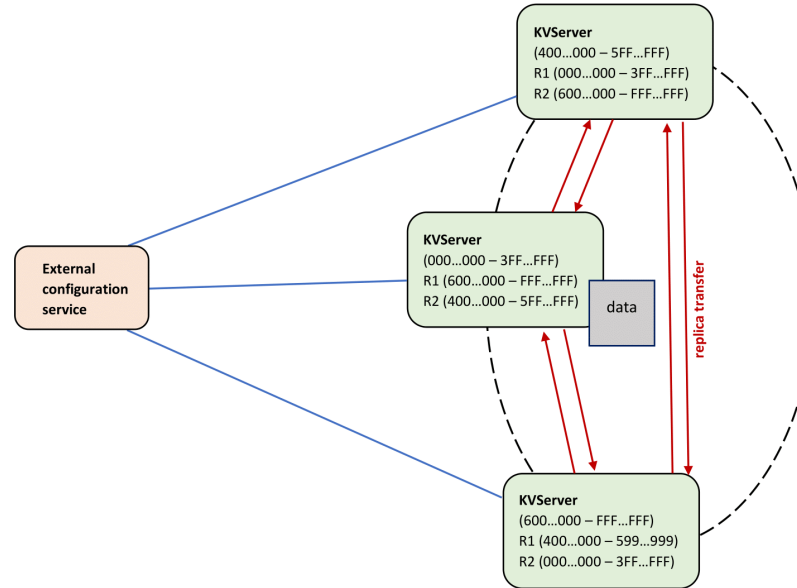 KVServer
(400...000 – 5FF...FFF)
R1 (000...000 – 3FF...FFF)
R2 (600...000 – FFF...FFF)
KVServer
(000...000 – 3FF...FFF)
R1 (600...000 – FFF...FFF)
R2 (400...000 – 5FF...FFF)
External
configuration
service
data
replica transfer
KVServer
(600...000 – FFF...FFF)
R1 (400...000 – 599...999)
R2 (000...000 – 3FF...FFF)